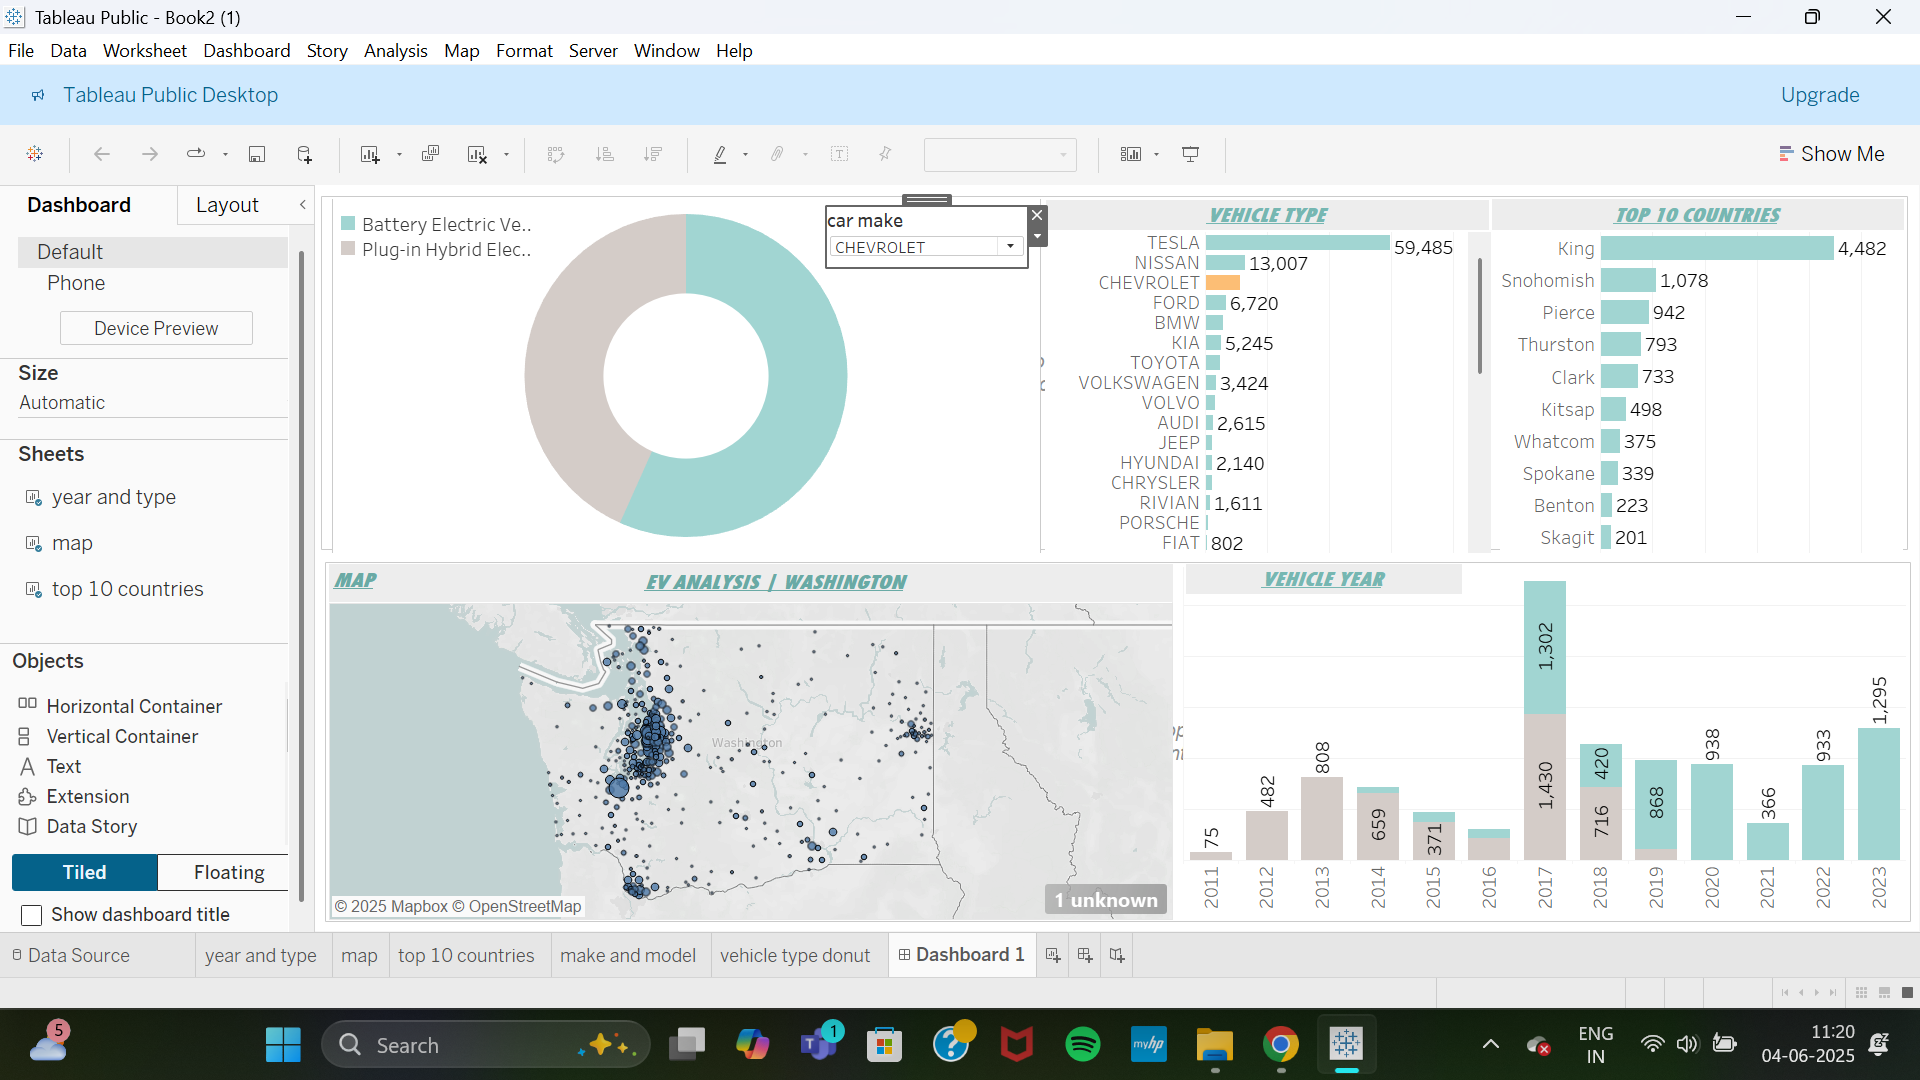 Tableau Public - Book2 (1)
File Data Worksheet Dashboard Story Analysis Map Format Server Window Help
Tableau Public Desktop
Upgrade
Show Me
Dashboard
Layout
Default
Phone
Device Preview
Size
Automatic
Sheets
year and type
map
top 10 countries
Objects
Horizontal Container
Vertical Container
Text
Extension
Data Story
Tiled
Floating
Show dashboard title
Battery Electric Ve..
Plug-in Hybrid Elec..
car make
CHEVROLET
VEHICLE TYPE
TESLA 59,485
NISSAN 13,007
CHEVROLET
FORD 6,720
BMW
KIA 5,245
TOYOTA
VOLKSWAGEN 3,424
VOLVO
AUDI 2,615
JEEP
HYUNDAI 2,140
CHRYSLER
RIVIAN 1,611
PORSCHE
FIAT 802
TOP 10 COUNTRIES
King 4,482
Snohomish 1,078
Pierce 942
Thurston 793
Clark 733
Kitsap 498
Whatcom 375
Spokane 339
Benton 223
Skagit 201
MAP
EV ANALYSIS | WASHINGTON
Washington
© 2025 Mapbox © OpenStreetMap
1 unknown
VEHICLE YEAR
75
482
808
659
371
1,302
1,430
420
716
868
938
366
933
1,295
2011 2012 2013 2014 2015 2016 2017 2018 2019 2020 2021 2022 2023
Data Source
year and type
map
top 10 countries
make and model
vehicle type donut
Dashboard 1
5
Search
1
myhp
ENG
IN
11:20
04-06-2025